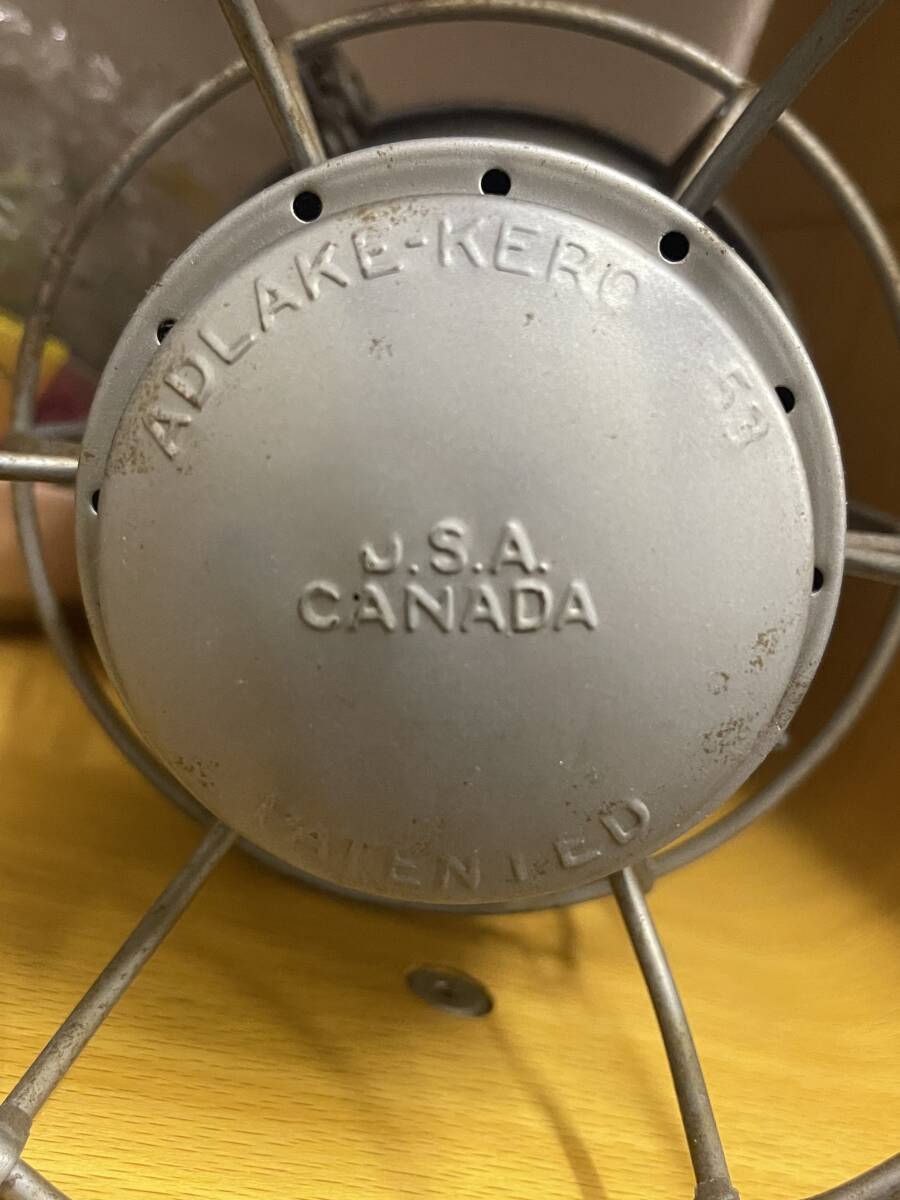 ADLAKE-KERO 53
U.S.A.
CANADA
PATENTED